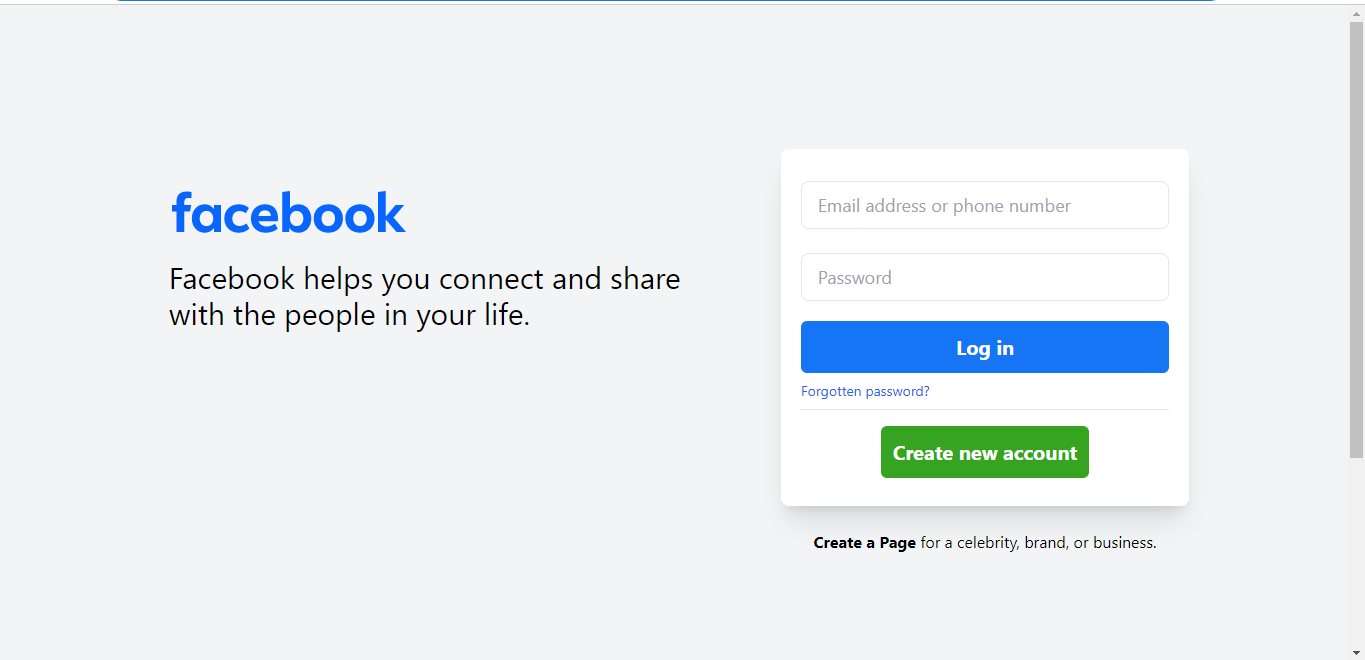 facebook
Facebook helps you connect and share
with the people in your life.
Email address or phone number
Password
Log in
Forgotten password?
Create new account
Create a Page for a celebrity, brand, or business.